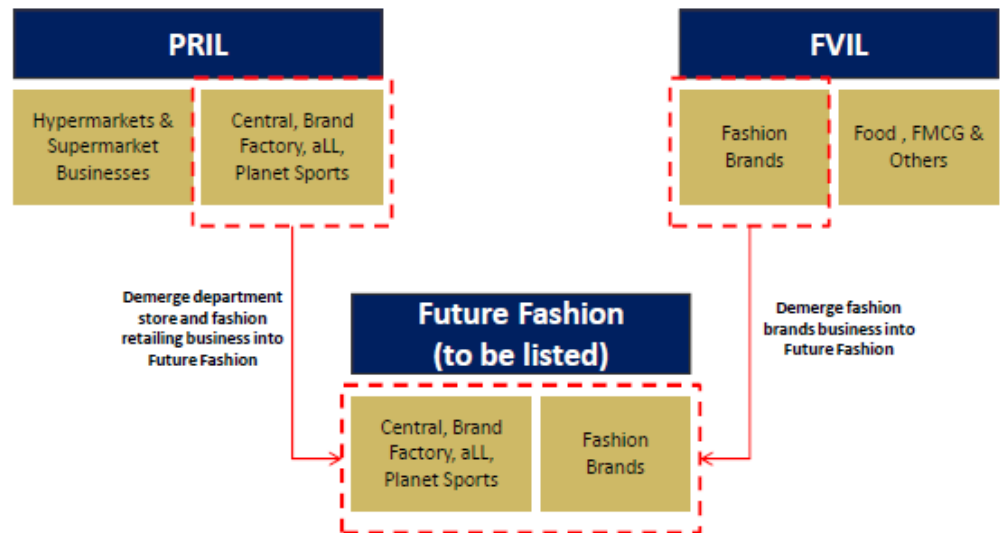 PRIL
FVIL
Hypermarkets &
Supermarket
Businesses
Central, Brand
Factory, aLL,
Planet Sports
Fashion
Brands
Food , FMCG &
Others
Demerge department
store and fashion
retailing business into
Future Fashion
Future Fashion
(to be listed)
Demerge fashion
brands business into
Future Fashion
Central, Brand
Factory, aLL,
Planet Sports
Fashion
Brands